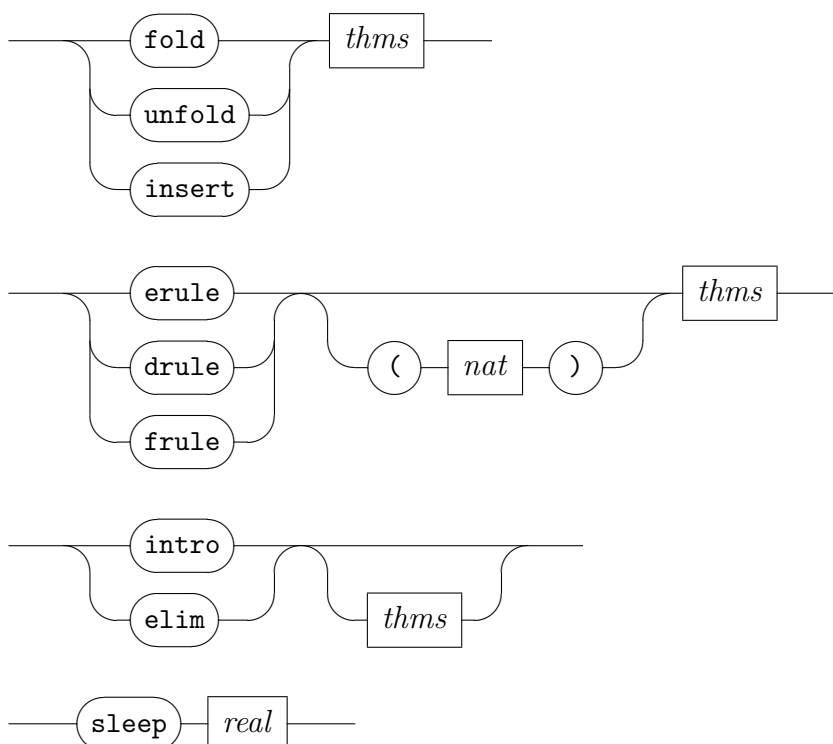 fold thms
unfold
insert
erule thms
drule ( nat )
frule
intro
elim thms
sleep real